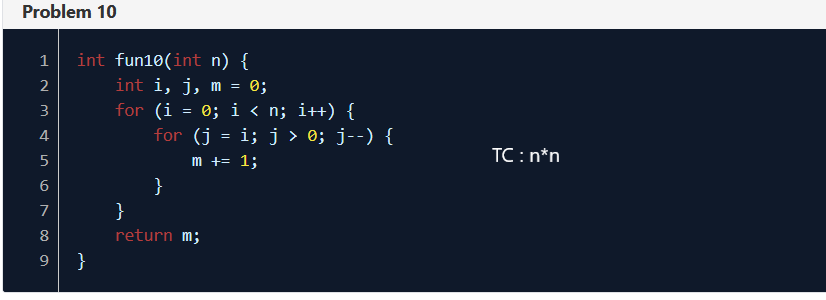 Problem 10
1 int fun10(int n) {
2 int i, j, m = 0;
3 for (i = 0; i < n; i++) {
4 for (j = i; j > 0; j--) {
5 m += 1;
TC : n*n
6 }
7 }
8 return m;
9 }